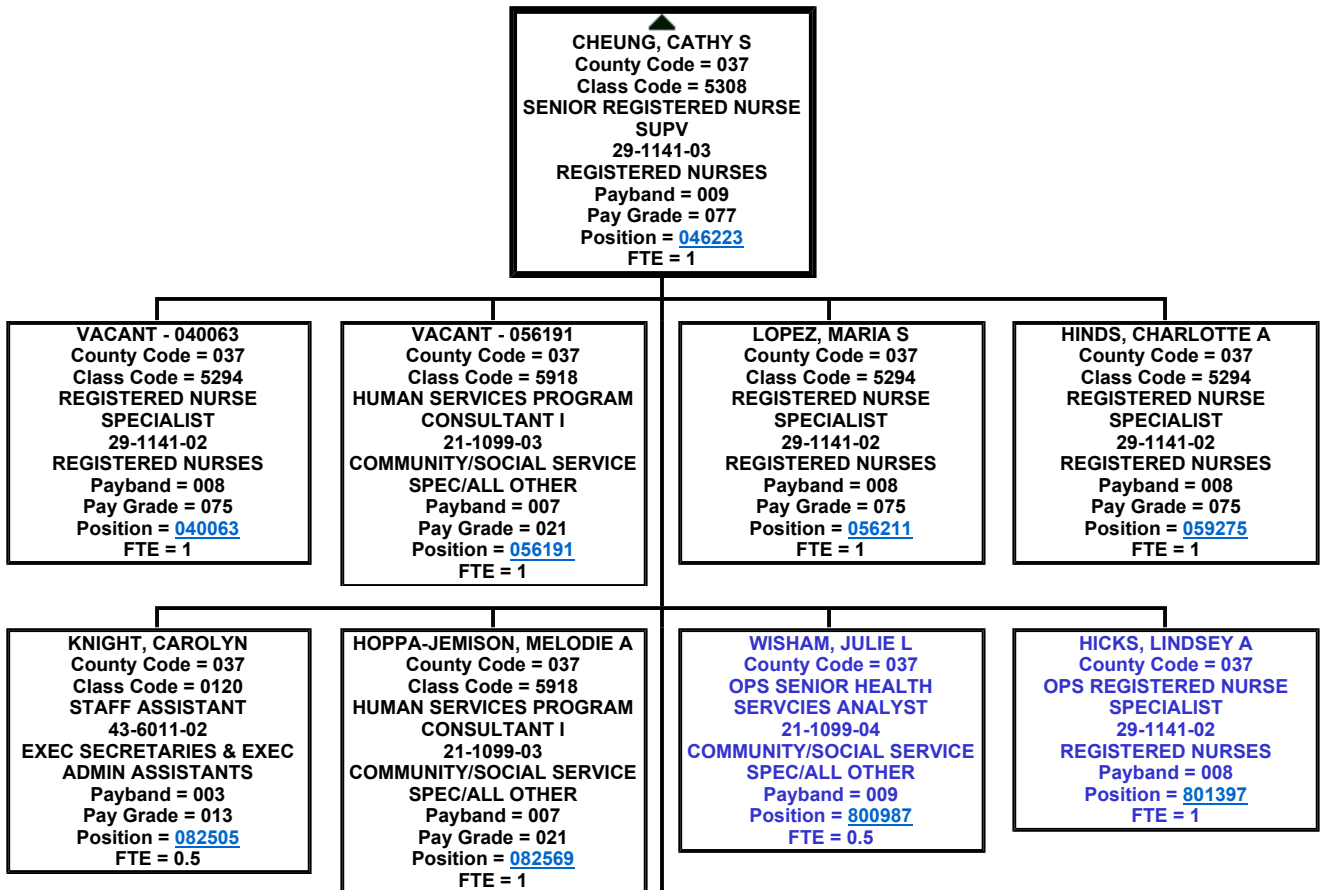 CHEUNG, CATHY S
County Code = 037
Class Code = 5308
SENIOR REGISTERED NURSE
SUPV
29-1141-03
REGISTERED NURSES
Payband = 009
Pay Grade = 077
Position = 046223
FTE = 1
VACANT - 040063
County Code = 037
Class Code = 5294
REGISTERED NURSE
SPECIALIST
29-1141-02
REGISTERED NURSES
Payband = 008
Pay Grade = 075
Position = 040063
FTE = 1
VACANT - 056191
County Code = 037
Class Code = 5918
HUMAN SERVICES PROGRAM
CONSULTANT I
21-1099-03
COMMUNITY/SOCIAL SERVICE
SPEC/ALL OTHER
Payband = 007
Pay Grade = 021
Position = 056191
FTE = 1
LOPEZ, MARIA S
County Code = 037
Class Code = 5294
REGISTERED NURSE
SPECIALIST
29-1141-02
REGISTERED NURSES
Payband = 008
Pay Grade = 075
Position = 056211
FTE = 1
HINDS, CHARLOTTE A
County Code = 037
Class Code = 5294
REGISTERED NURSE
SPECIALIST
29-1141-02
REGISTERED NURSES
Payband = 008
Pay Grade = 075
Position = 059275
FTE = 1
KNIGHT, CAROLYN
County Code = 037
Class Code = 0120
STAFF ASSISTANT
43-6011-02
EXEC SECRETARIES & EXEC
ADMIN ASSISTANTS
Payband = 003
Pay Grade = 013
Position = 082505
FTE = 0.5
HOPPA-JEMISON, MELODIE A
County Code = 037
Class Code = 5918
HUMAN SERVICES PROGRAM
CONSULTANT I
21-1099-03
COMMUNITY/SOCIAL SERVICE
SPEC/ALL OTHER
Payband = 007
Pay Grade = 021
Position = 082569
FTE = 1
WISHAM, JULIE L
County Code = 037
OPS SENIOR HEALTH
SERVCIES ANALYST
21-1099-04
COMMUNITY/SOCIAL SERVICE
SPEC/ALL OTHER
Payband = 009
Position = 800987
FTE = 0.5
HICKS, LINDSEY A
County Code = 037
OPS REGISTERED NURSE
SPECIALIST
29-1141-02
REGISTERED NURSES
Payband = 008
Position = 801397
FTE = 1